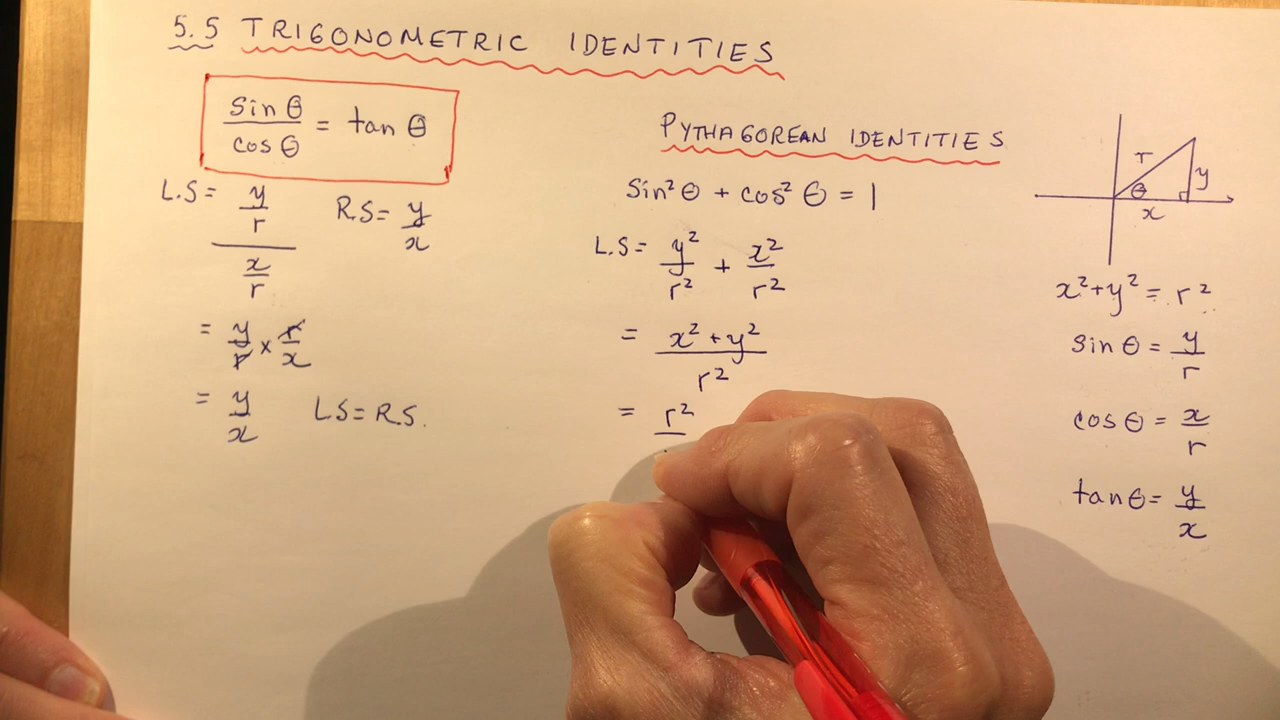 5.5 TRIGONOMETRIC IDENTITIES
sin θ / cos θ = tan θ
L.S = y/r / x/r
R.S = y/x
= y/r × r/x
= y/x LS = R.S.
PYTHAGOREAN IDENTITIES
Sin² θ + cos² θ = 1
L.S = y²/r² + x²/r²
= x² + y² / r²
= r²
r
y
θ
x
x² + y² = r²
sin θ = y/r
cos θ = x/r
tan θ = y/x